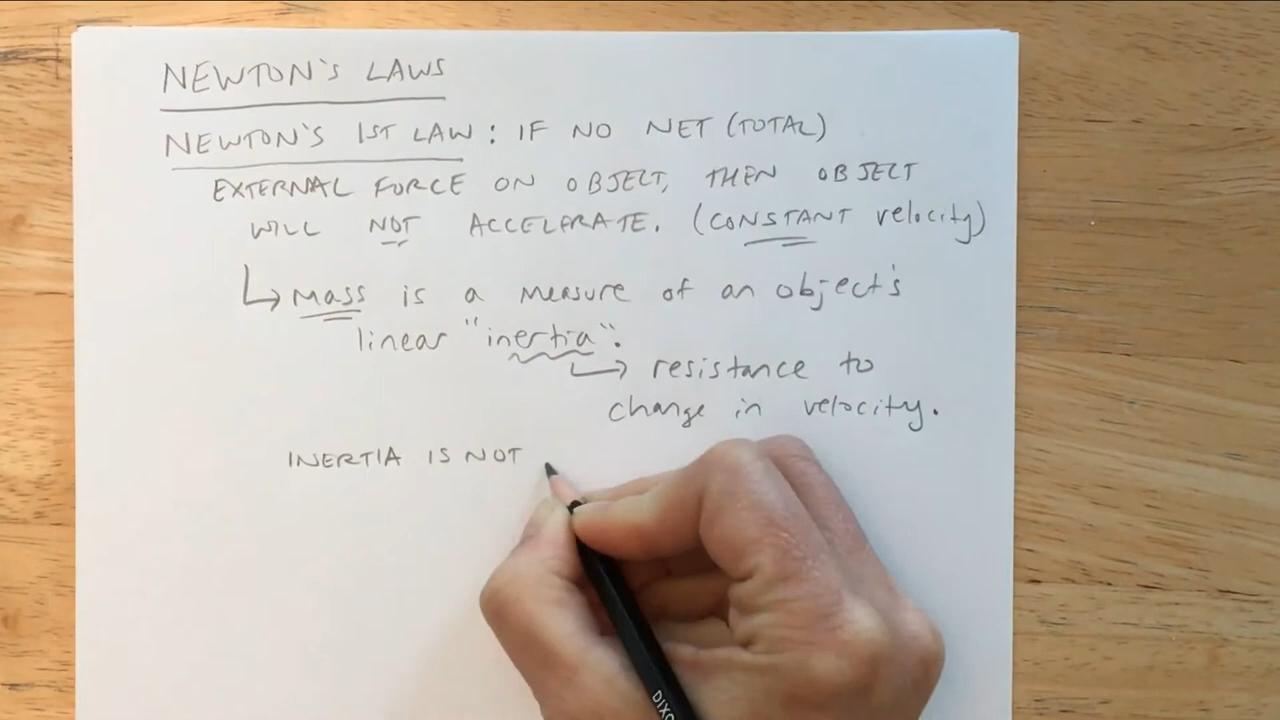 NEWTON'S LAWS
NEWTON'S 1ST LAW: IF NO NET (TOTAL)
EXTERNAL FORCE ON OBJECT, THEN OBJECT
WILL NOT ACCELERATE. (CONSTANT velocity)
↳ Mass is a measure of an object's
linear "inertia".
↳ resistance to
change in velocity.
INERTIA IS NOT
DIXO